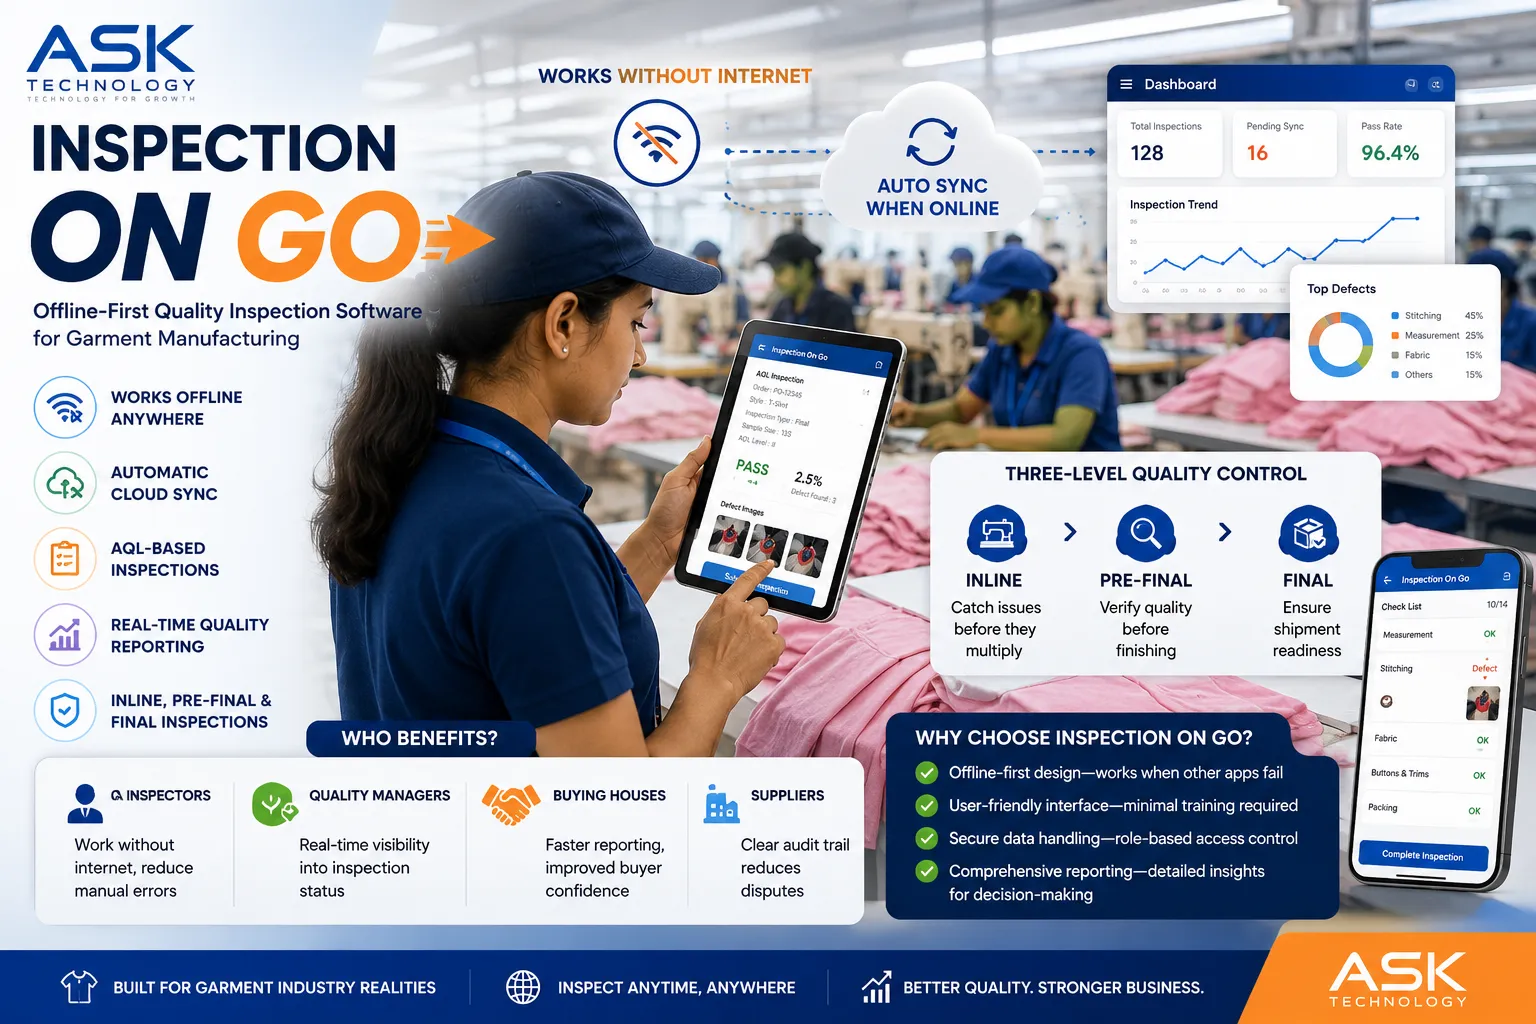 ASK
TECHNOLOGY
TECHNOLOGY FOR GROWTH
INSPECTION
ON GO
Offline-First Quality Inspection Software
for Garment Manufacturing
WORKS OFFLINE
ANYWHERE
AUTOMATIC
CLOUD SYNC
AQL-BASED
INSPECTIONS
REAL-TIME QUALITY
REPORTING
INLINE, PRE-FINAL &
FINAL INSPECTIONS
WORKS WITHOUT INTERNET
AUTO SYNC
WHEN ONLINE
Dashboard
Total Inspections
128
Pending Sync
16
Pass Rate
96.4%
Inspection Trend
Top Defects
Stitching 45%
Measurement 25%
Fabric 15%
Others 15%
Inspection On Go
AQL Inspection
Order : PO-12345
Style : T-Shirt
Inspection Type : Final
Sample Size :
AQL Level : II
PASS
2.5%
Defect Found : 3
Defect Images
THREE-LEVEL QUALITY CONTROL
INLINE
Catch issues
before they
multiply
PRE-FINAL
Verify quality
before
finishing
FINAL
Ensure
shipment
readiness
Inspection On Go
Check List 10/14
Measurement OK
Stitching Defect
Fabric OK
Buttons & Trims OK
Packing OK
Complete Inspection
WHO BENEFITS?
INSPECTORS
Work without
internet, reduce
manual errors
QUALITY MANAGERS
Real-time visibility
into inspection
status
BUYING HOUSES
Faster reporting,
improved buyer
confidence
SUPPLIERS
Clear audit trail
reduces
disputes
WHY CHOOSE INSPECTION ON GO?
Offline-first design—works when other apps fail
User-friendly interface—minimal training required
Secure data handling—role-based access control
Comprehensive reporting—detailed insights
for decision-making
BUILT FOR GARMENT INDUSTRY REALITIES
INSPECT ANYTIME, ANYWHERE
BETTER QUALITY. STRONGER BUSINESS.
ASK
TECHNOLOGY